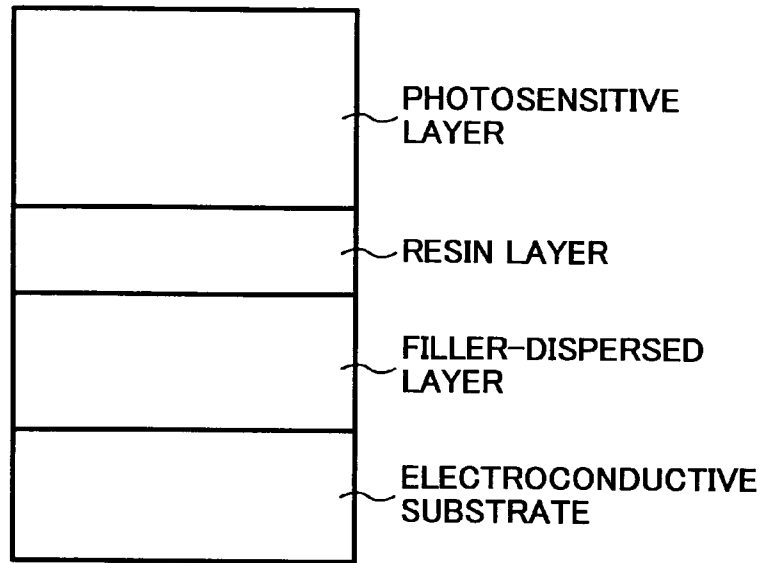 PHOTOSENSITIVE
LAYER
RESIN LAYER
FILLER-DISPERSED
LAYER
ELECTROCONDUCTIVE
SUBSTRATE